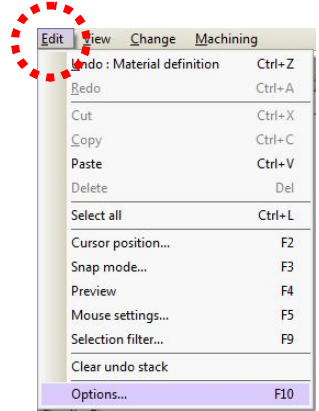 Edit View Change Machining
Undo : Material definition Ctrl+Z
Redo Ctrl+A
Cut Ctrl+X
Copy Ctrl+C
Paste Ctrl+V
Delete Del
Select all Ctrl+L
Cursor position... F2
Snap mode... F3
Preview F4
Mouse settings... F5
Selection filter... F9
Clear undo stack
Options... F10